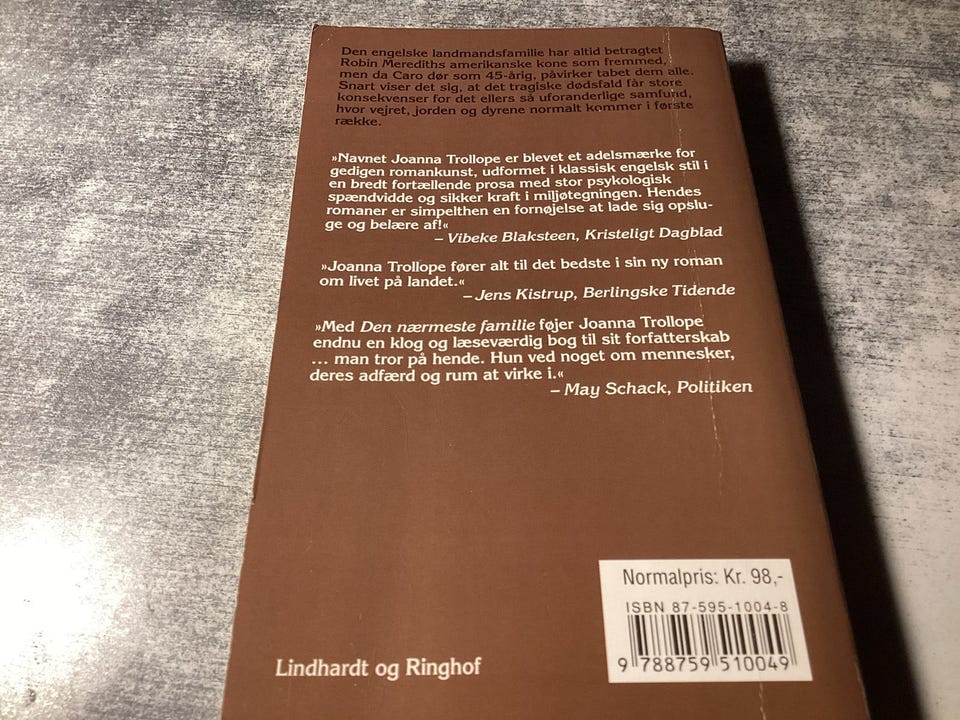 Den engelske landmandsfamilie har altid betragtet
Robin Merediths amerikanske kone som fremmed,
men da Caro dør som 45-årig, påvirker tabet dem alle.
Snart viser det sig, at det tragiske dødsfald får store
konsekvenser for det ellers så uforanderlige samfund,
hvor vejret, jorden og dyrene normalt kommer i første
række.
»Navnet Joanna Trollope er blevet et adelsmærke for
gedigen romankunst, udformet i klassisk engelsk stil i
en bredt fortællende prosa med stor psykologisk
spændvidde og sikker kraft i miljøtegningen. Hendes
romaner er simpelthen en fornøjelse at lade sig opslu-
ge og belære af!«
– Vibeke Blaksteen, Kristeligt Dagblad
»Joanna Trollope fører alt til det bedste i sin ny roman
om livet på landet.«
– Jens Kistrup, Berlingske Tidende
»Med Den nærmeste familie føjer Joanna Trollope
endnu en klog og læseværdig bog til sit forfatterskab
... man tror på hende. Hun ved noget om mennesker,
deres adfærd og rum at virke i.«
– May Schack, Politiken
Normalpris: Kr. 98,-
ISBN 87-595-1004-8
9 788759 510049
Lindhardt og Ringhof